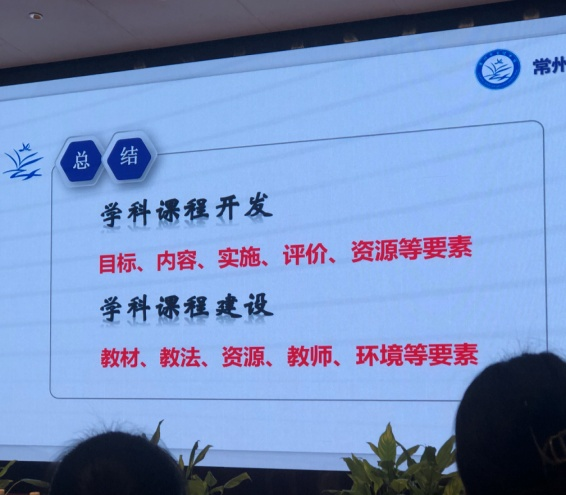 常州
总结
学科课程开发
目标、内容、实施、评价、资源等要素
学科课程建设
教材、教法、资源、教师、环境等要素